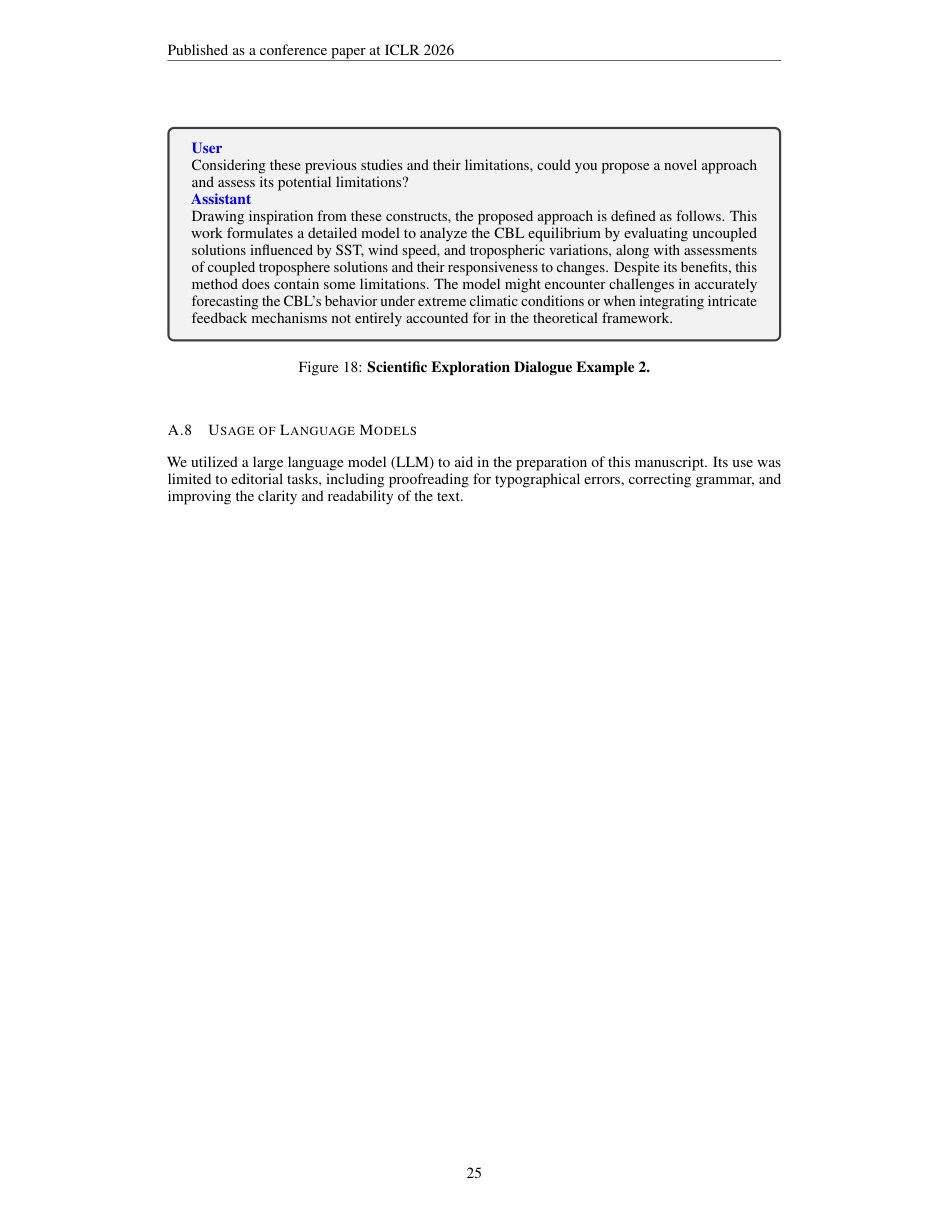 Published as a conference paper at ICLR 2026
User
Considering these previous studies and their limitations, could you propose a novel approach
and assess its potential limitations?
Assistant
Drawing inspiration from these constructs, the proposed approach is defined as follows. This
work formulates a detailed model to analyze the CBL equilibrium by evaluating uncoupled
solutions influenced by SST, wind speed, and tropospheric variations, along with assessments
of coupled troposphere solutions and their responsiveness to changes. Despite its benefits, this
method does contain some limitations. The model might encounter challenges in accurately
forecasting the CBL's behavior under extreme climatic conditions or when integrating intricate
feedback mechanisms not entirely accounted for in the theoretical framework.
Figure 18: Scientific Exploration Dialogue Example 2.
A.8 USAGE OF LANGUAGE MODELS
We utilized a large language model (LLM) to aid in the preparation of this manuscript. Its use was
limited to editorial tasks, including proofreading for typographical errors, correcting grammar, and
improving the clarity and readability of the text.
25